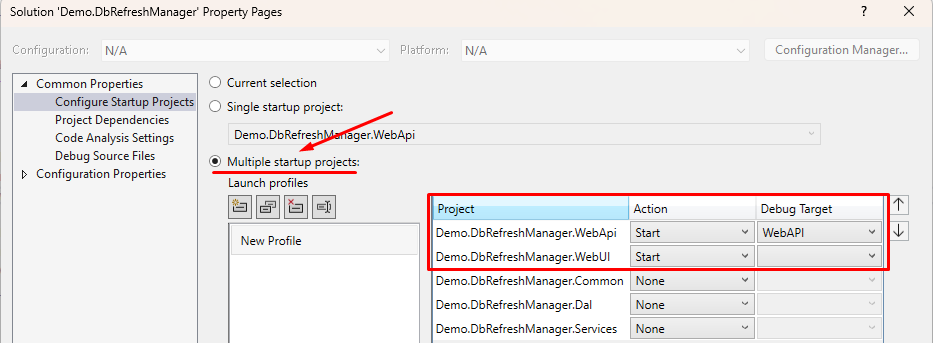 Solution 'Demo.DbRefreshManager' Property Pages ? ×
Configuration: N/A Platform: N/A Configuration Manager...
Common Properties
Configure Startup Projects
Project Dependencies
Code Analysis Settings
Debug Source Files
Configuration Properties
Current selection
Single startup project:
Demo.DbRefreshManager.WebApi
Multiple startup projects:
Launch profiles
New Profile
Project Action Debug Target
Demo.DbRefreshManager.WebApi Start WebAPI
Demo.DbRefreshManager.WebUI Start
Demo.DbRefreshManager.Common None
Demo.DbRefreshManager.Dal None
Demo.DbRefreshManager.Services None